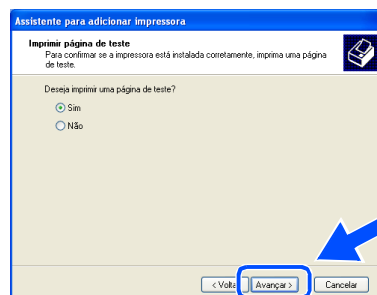 Assistente para adicionar impressora
Imprimir página de teste
Para confirmar se a impressora está instalada corretamente, imprima uma página
de teste.
Deseja imprimir uma página de teste?
Sim
Não
< Volta Avançar > Cancelar